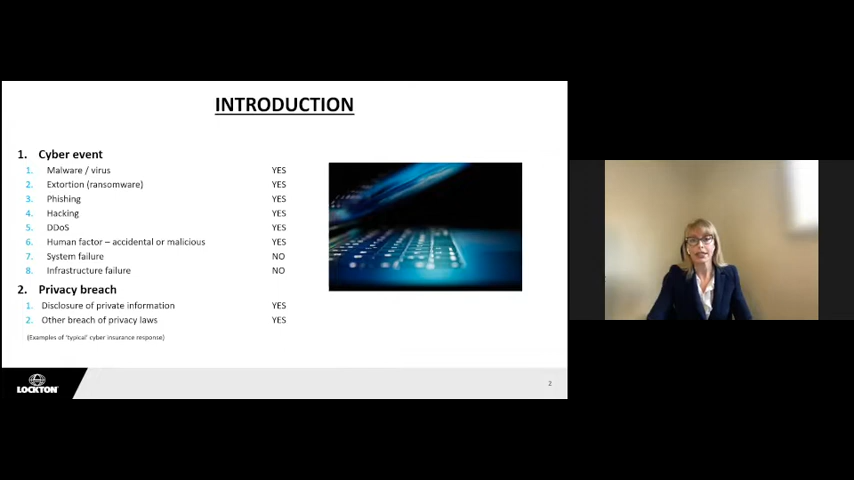 INTRODUCTION
1. Cyber event
1. Malware / virus YES
2. Extortion (ransomware) YES
3. Phishing YES
4. Hacking YES
5. DDoS YES
6. Human factor – accidental or malicious YES
7. System failure NO
8. Infrastructure failure NO
2. Privacy breach
1. Disclosure of private information YES
2. Other breach of privacy laws YES
(Examples of 'typical' cyber insurance response)
LOCKTON
2